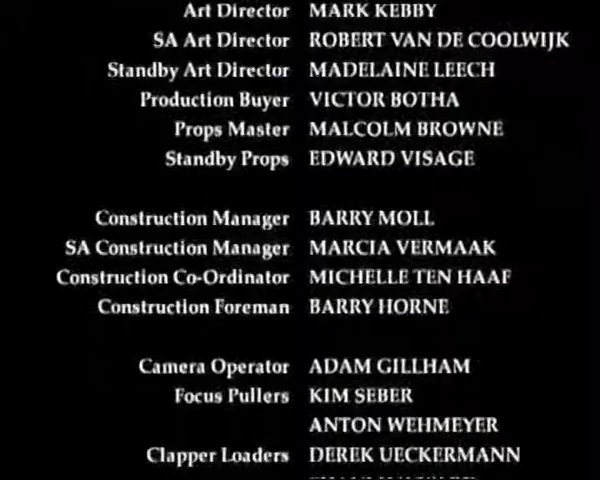 Art Director MARK KEBBY
SA Art Director ROBERT VAN DE COOLWIJK
Standby Art Director MADELAINE LEECH
Production Buyer VICTOR BOTHA
Props Master MALCOLM BROWNE
Standby Props EDWARD VISAGE
Construction Manager BARRY MOLL
SA Construction Manager MARCIA VERMAAK
Construction Co-Ordinator MICHELLE TEN HAAF
Construction Foreman BARRY HORNE
Camera Operator ADAM GILLHAM
Focus Pullers KIM SEBER
ANTON WEHMEYER
Clapper Loaders DEREK UECKERMANN